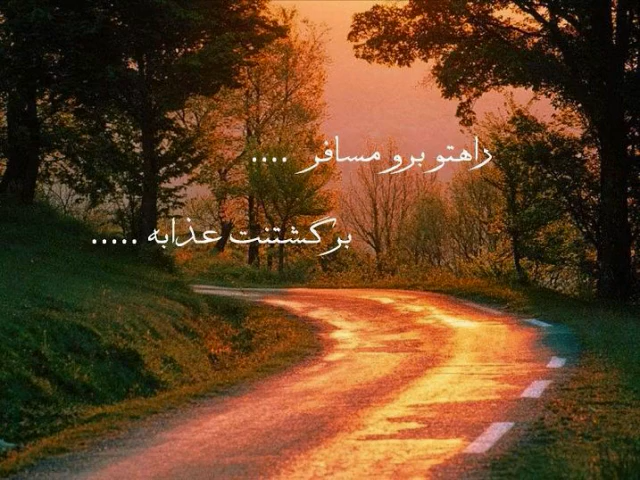 راهتو برو مسافر ....
برگشتنت عذابه .....